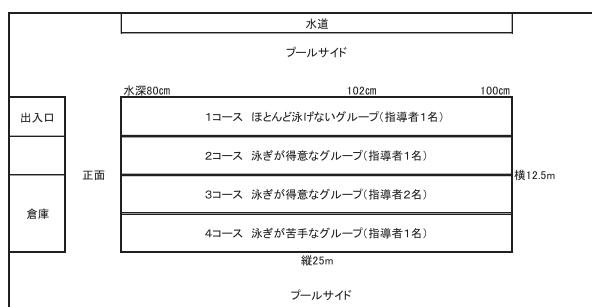 水道
プールサイド
水深80㎝ 102㎝ 100㎝
出入口
1コース ほとんど泳げないグループ(指導者1名)
2コース 泳ぎが得意なグループ(指導者1名)
正面
横12.5m
3コース 泳ぎが得意なグループ(指導者2名)
倉庫
4コース 泳ぎが苦手なグループ(指導者1名)
縦25m
プールサイド